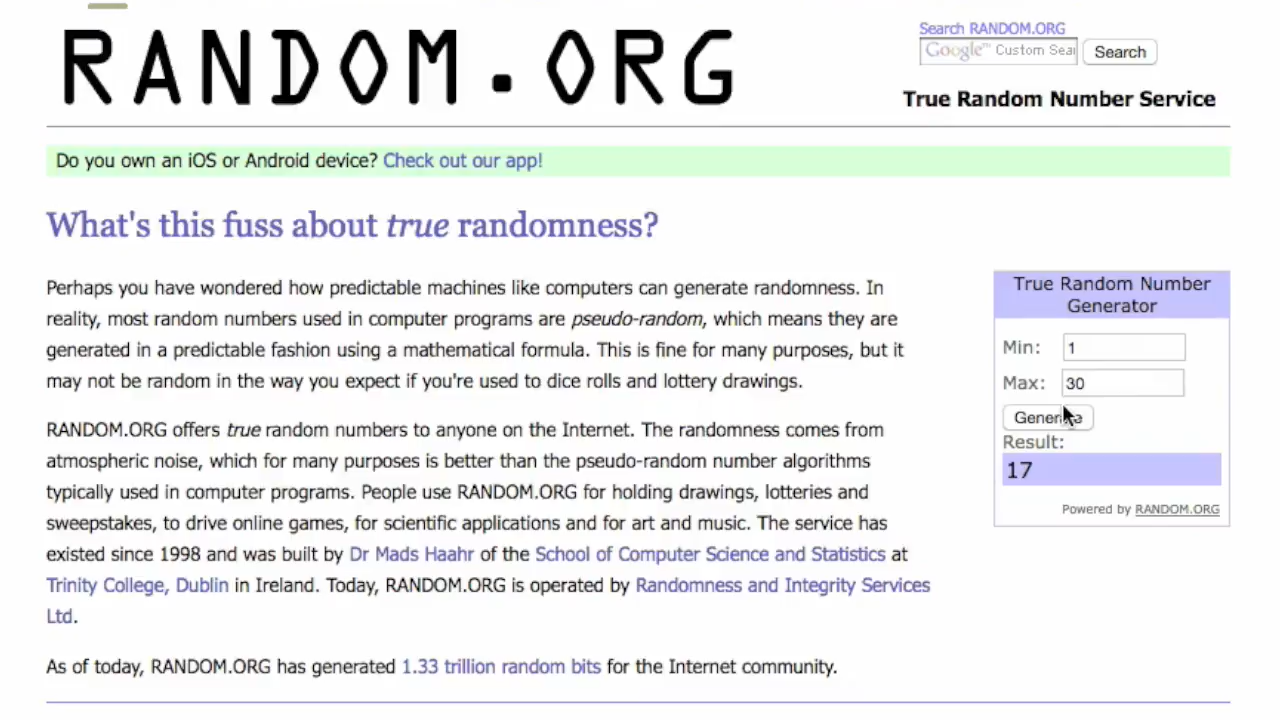 RANDOM.ORG
Search RANDOM.ORG
Google™ Custom Sear
Search
True Random Number Service
Do you own an iOS or Android device? Check out our app!
What's this fuss about true randomness?
Perhaps you have wondered how predictable machines like computers can generate randomness. In
reality, most random numbers used in computer programs are pseudo-random, which means they are
generated in a predictable fashion using a mathematical formula. This is fine for many purposes, but it
may not be random in the way you expect if you're used to dice rolls and lottery drawings.
RANDOM.ORG offers true random numbers to anyone on the Internet. The randomness comes from
atmospheric noise, which for many purposes is better than the pseudo-random number algorithms
typically used in computer programs. People use RANDOM.ORG for holding drawings, lotteries and
sweepstakes, to drive online games, for scientific applications and for art and music. The service has
existed since 1998 and was built by Dr Mads Haahr of the School of Computer Science and Statistics at
Trinity College, Dublin in Ireland. Today, RANDOM.ORG is operated by Randomness and Integrity Services
Ltd.
As of today, RANDOM.ORG has generated 1.33 trillion random bits for the Internet community.
True Random Number
Generator
Min: 1
Max: 30
Generate
Result:
17
Powered by RANDOM.ORG